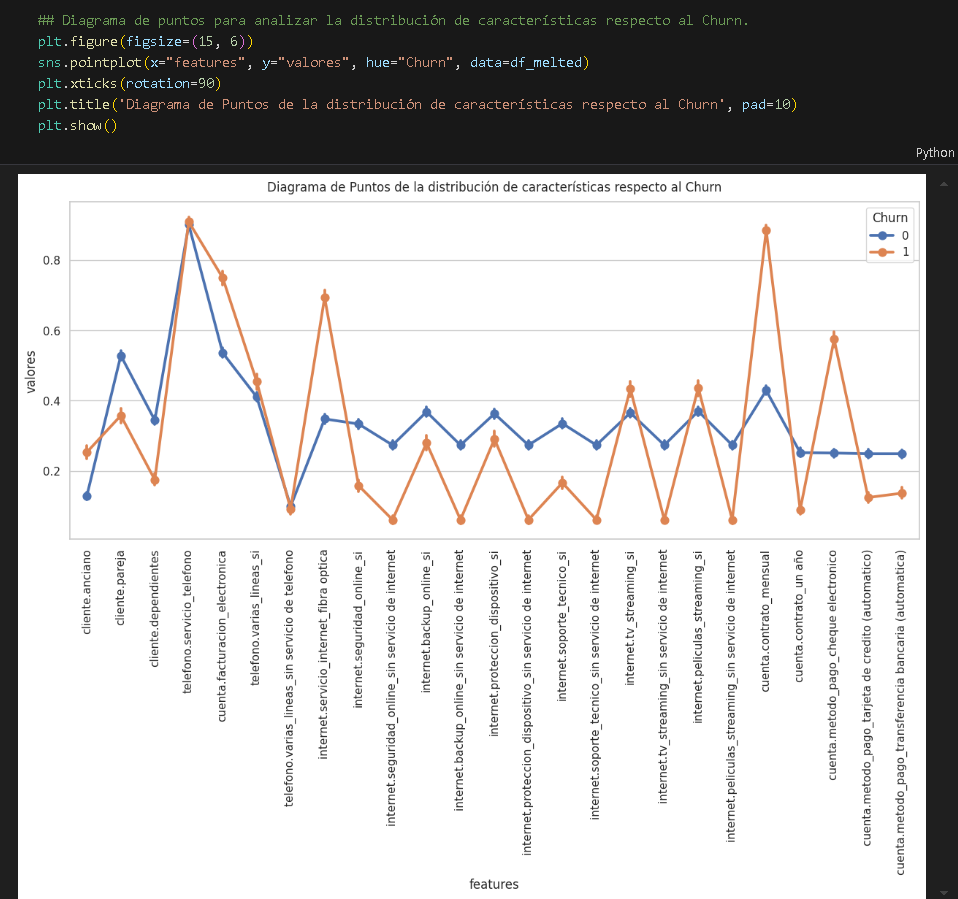 ## Diagrama de puntos para analizar la distribución de características respecto al Churn.
plt.figure(figsize=(15, 6))
sns.pointplot(x="features", y="valores", hue="Churn", data=df_melted)
plt.xticks(rotation=90)
plt.title('Diagrama de Puntos de la distribución de características respecto al Churn', pad=10)
plt.show()
Python
Diagrama de Puntos de la distribución de características respecto al Churn
Churn
0
1
0.8
0.6
0.4
0.2
valores
cliente.anciano
cliente.pareja
cliente.dependientes
telefono.servicio_telefono
cuenta.facturacion_electronica
telefono.varias_lineas_si
telefono.varias_lineas_sin servicio de telefono
internet.servicio_internet_fibra optica
internet.seguridad_online_si
internet.seguridad_online_sin servicio de internet
internet.backup_online_si
internet.backup_online_sin servicio de internet
internet.proteccion_dispositivo_si
internet.proteccion_dispositivo_sin servicio de internet
internet.soporte_tecnico_si
internet.soporte_tecnico_sin servicio de internet
internet.tv_streaming_si
internet.tv_streaming_sin servicio de internet
internet.peliculas_streaming_si
internet.peliculas_streaming_sin servicio de internet
cuenta.contrato_mensual
cuenta.contrato_un año
cuenta.metodo_pago_cheque electronico
cuenta.metodo_pago_tarjeta de credito (automatico)
cuenta.metodo_pago_transferencia bancaria (automatica)
features